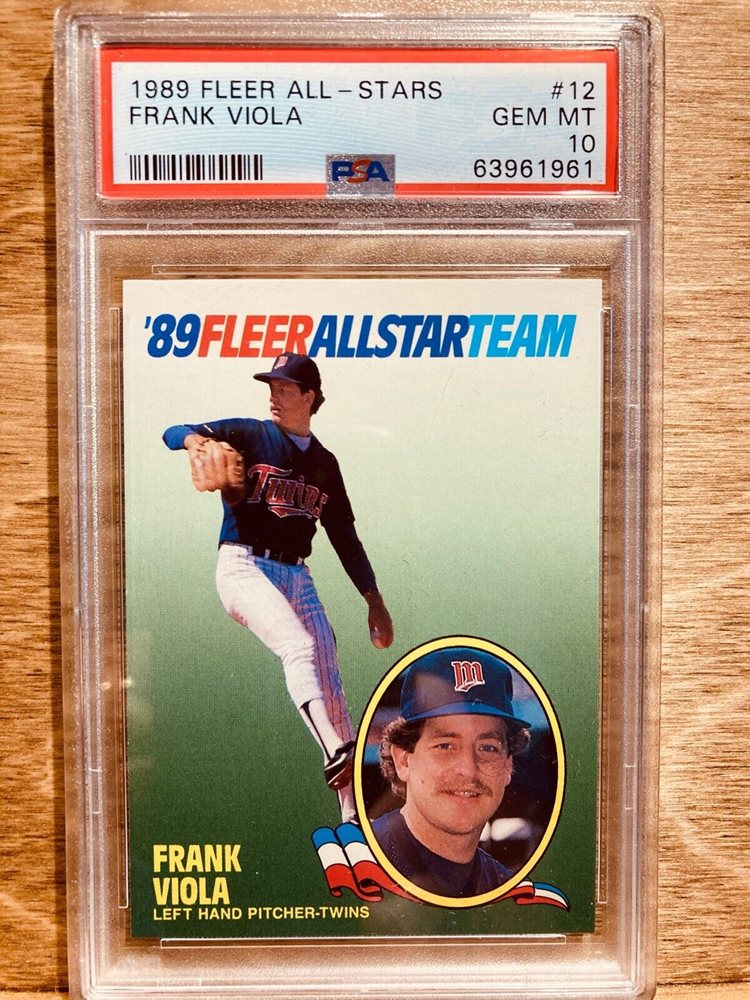 1989 FLEER ALL-STARS #12
FRANK VIOLA GEM MT
10
PSA 63961961
'89FLEERALLSTARTEAM
Twins
m
FRANK
VIOLA
LEFT HAND PITCHER-TWINS